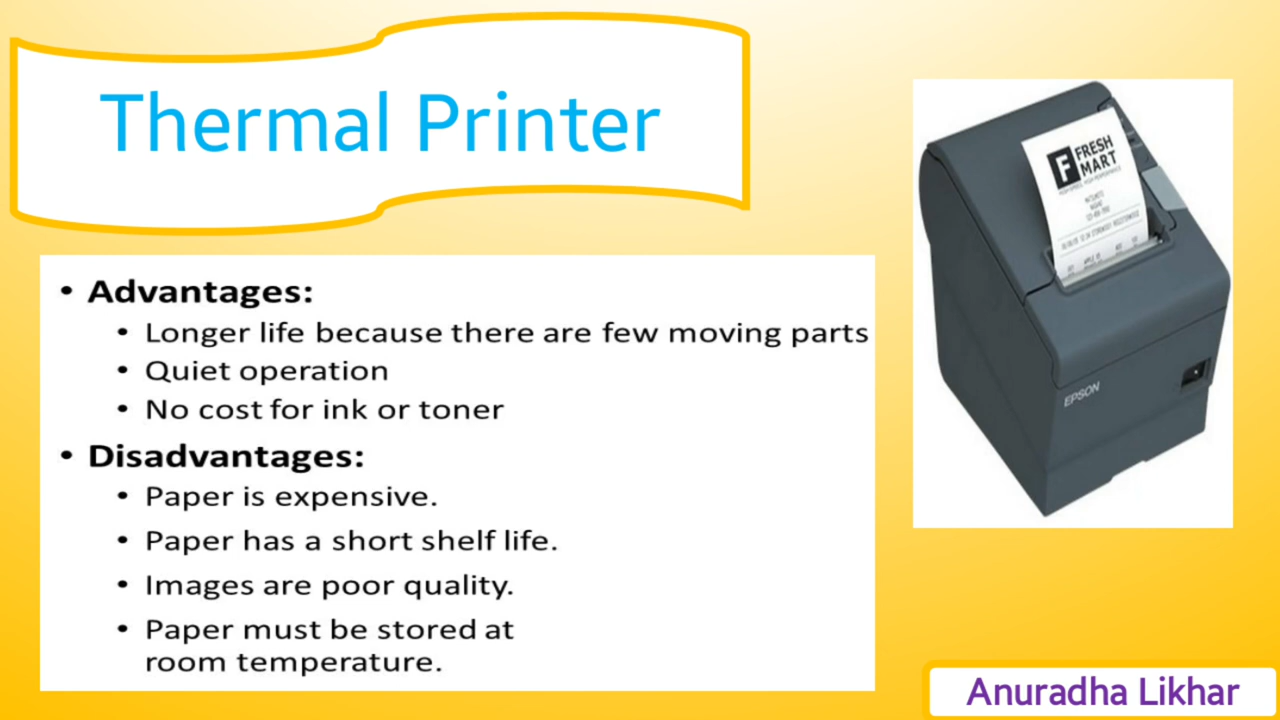 Thermal Printer
• Advantages:
• Longer life because there are few moving parts
• Quiet operation
• No cost for ink or toner
• Disadvantages:
• Paper is expensive.
• Paper has a short shelf life.
• Images are poor quality.
• Paper must be stored at
room temperature.
F FRESH
MART
EPSON
Anuradha Likhar